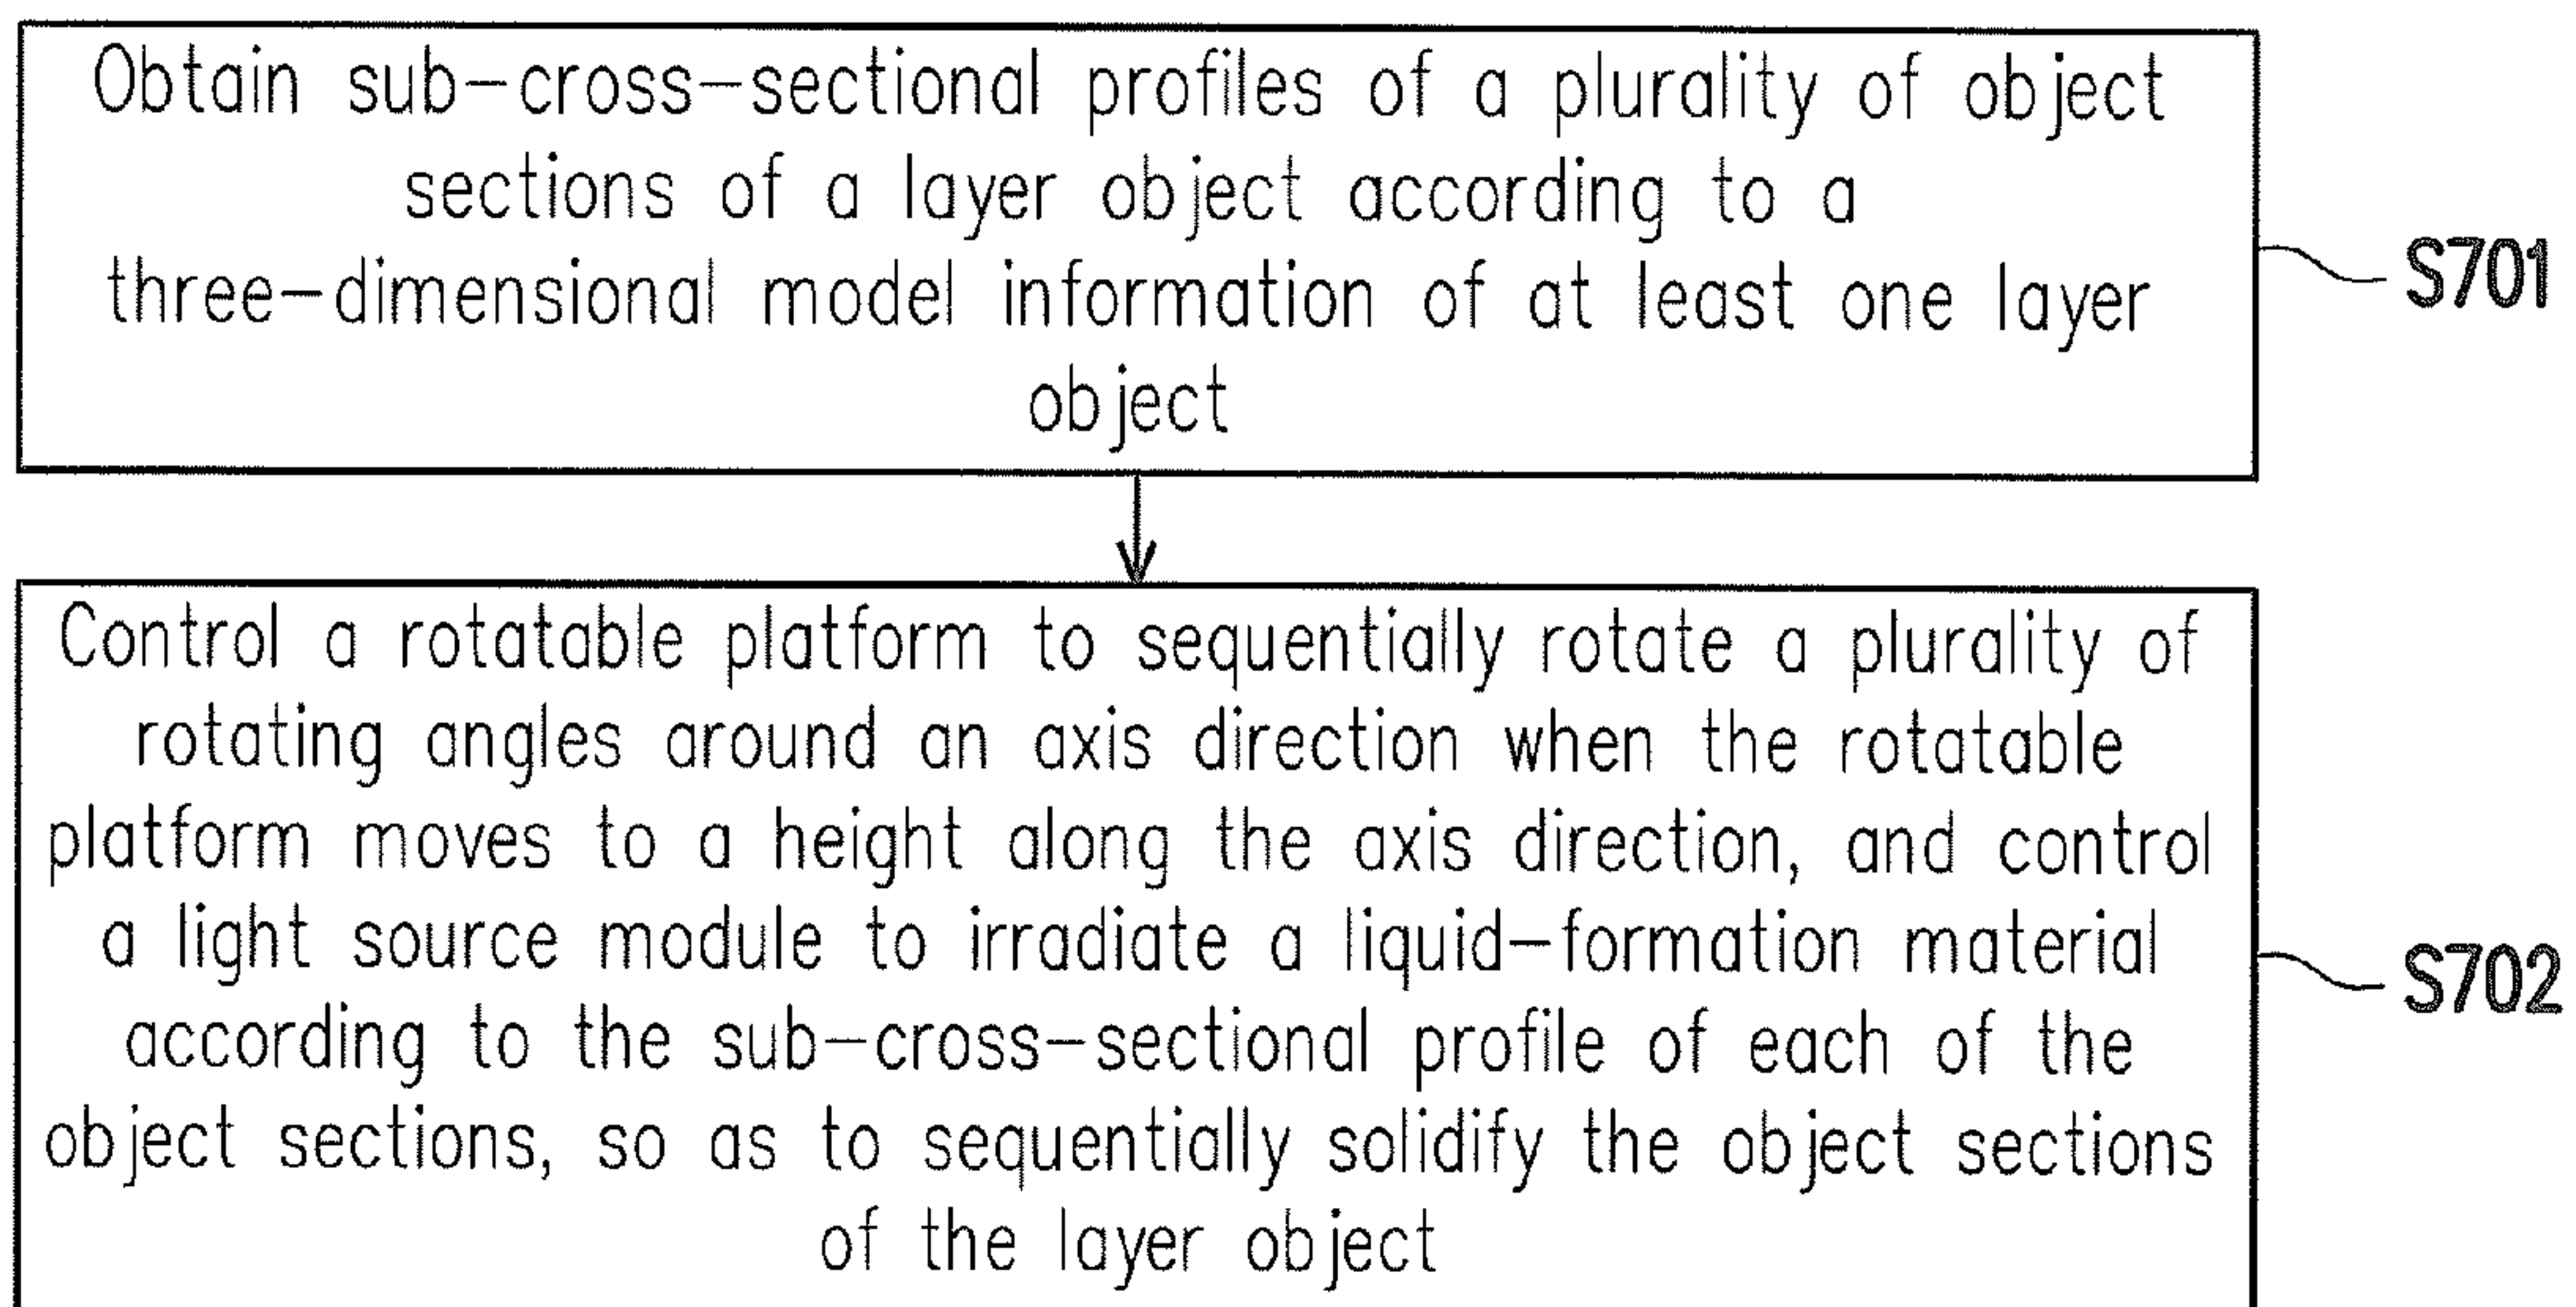 Obtain sub-cross-sectional profiles of a plurality of object
sections of a layer object according to a
three-dimensional model information of at least one layer
object
S701
Control a rotatable platform to sequentially rotate a plurality of
rotating angles around an axis direction when the rotatable
platform moves to a height along the axis direction, and control
a light source module to irradiate a liquid-formation material
according to the sub-cross-sectional profile of each of the
object sections, so as to sequentially solidify the object sections
of the layer object
S702